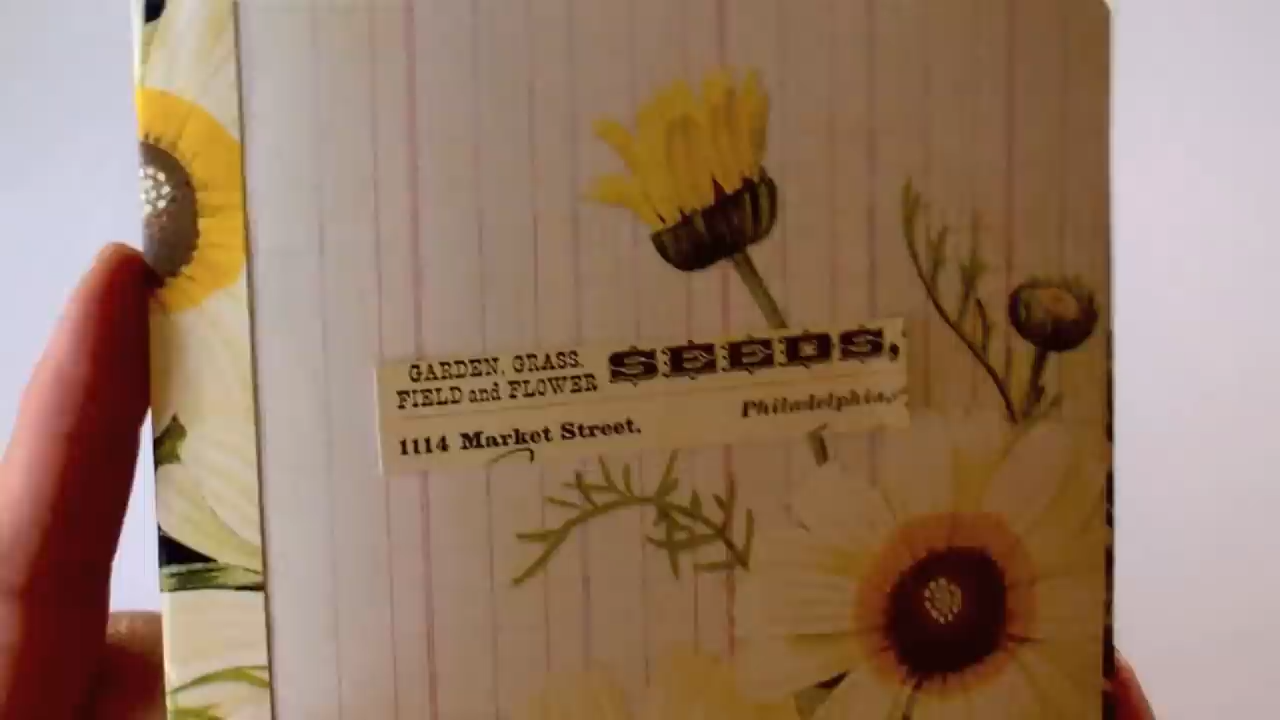 GARDEN, GRASS,
FIELD and FLOWER
SEEDS,
1114 Market Street.
Philadelphia,